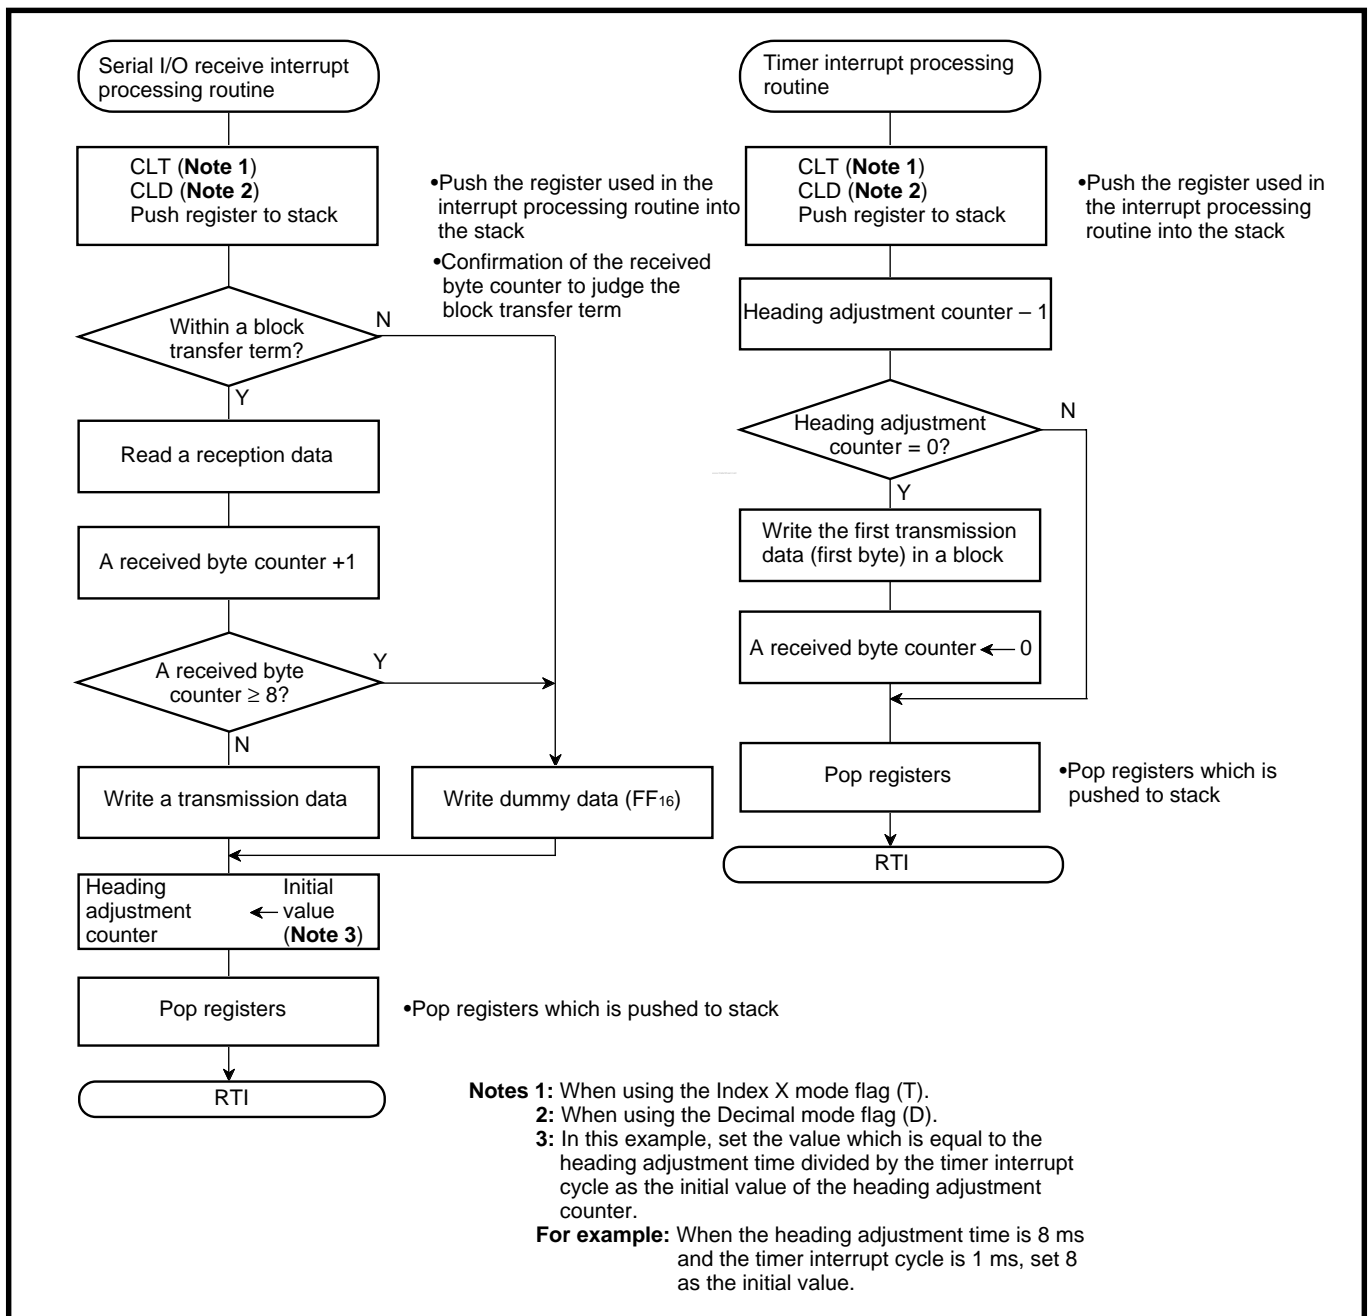 Serial I/O receive interrupt
processing routine
CLT (Note 1)
CLD (Note 2)
Push register to stack
•Push the register used in the
interrupt processing routine into
the stack
•Confirmation of the received
byte counter to judge the
block transfer term
Within a block
transfer term?
N
Y
Read a reception data
A received byte counter +1
A received byte
counter ≥ 8?
Y
N
Write a transmission data
Write dummy data (FF16)
Heading
adjustment
counter
←
Initial
value
(Note 3)
Pop registers
•Pop registers which is pushed to stack
RTI
Timer interrupt processing
routine
CLT (Note 1)
CLD (Note 2)
Push register to stack
•Push the register used in
the interrupt processing
routine into the stack
Heading adjustment counter – 1
Heading adjustment
counter = 0?
N
Y
Write the first transmission
data (first byte) in a block
A received byte counter ← 0
Pop registers
•Pop registers which is
pushed to stack
RTI
Notes 1: When using the Index X mode flag (T).
2: When using the Decimal mode flag (D).
3: In this example, set the value which is equal to the
heading adjustment time divided by the timer interrupt
cycle as the initial value of the heading adjustment
counter.
For example: When the heading adjustment time is 8 ms
and the timer interrupt cycle is 1 ms, set 8
as the initial value.